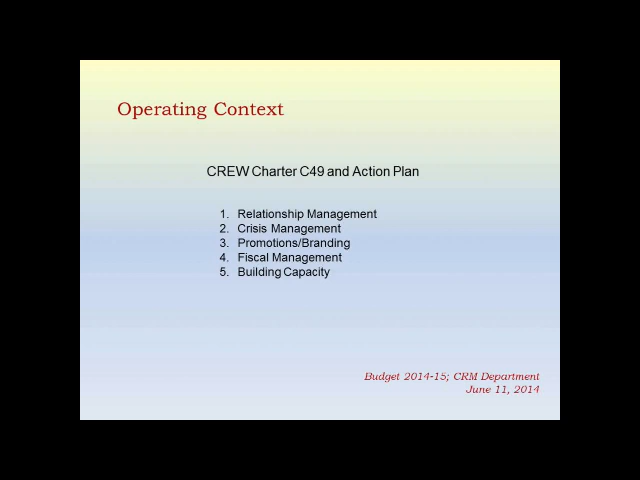 Operating Context
CREW Charter C49 and Action Plan
1. Relationship Management
2. Crisis Management
3. Promotions/Branding
4. Fiscal Management
5. Building Capacity
Budget 2014-15; CRM Department
June 11, 2014